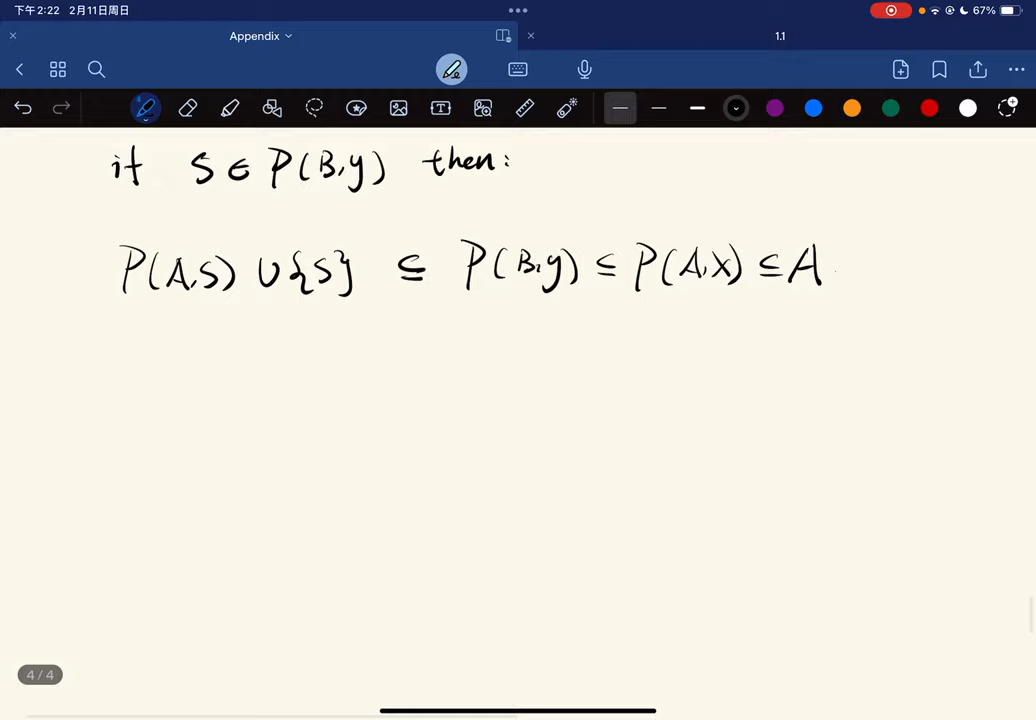 下午2:22 2月11日周日
67%
Appendix
1.1
if S ∈ P(B,y) then:
P(A,S) ∪ {S} ⊆ P(B,y) ⊆ P(A,X) ⊆ A
4 / 4